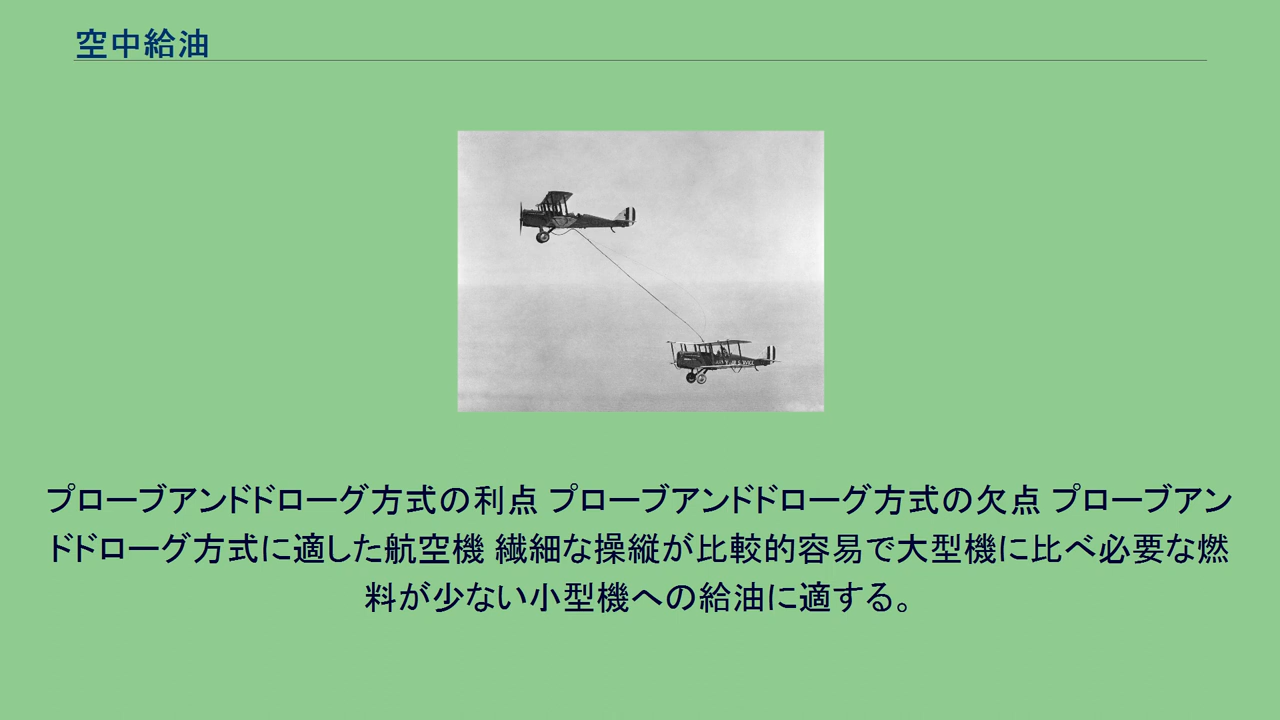 空中給油
プローブアンドドローグ方式の利点 プローブアンドドローグ方式の欠点 プローブアン
ドドローグ方式に適した航空機 繊細な操縦が比較的容易で大型機に比べ必要な燃
料が少ない小型機への給油に適する。